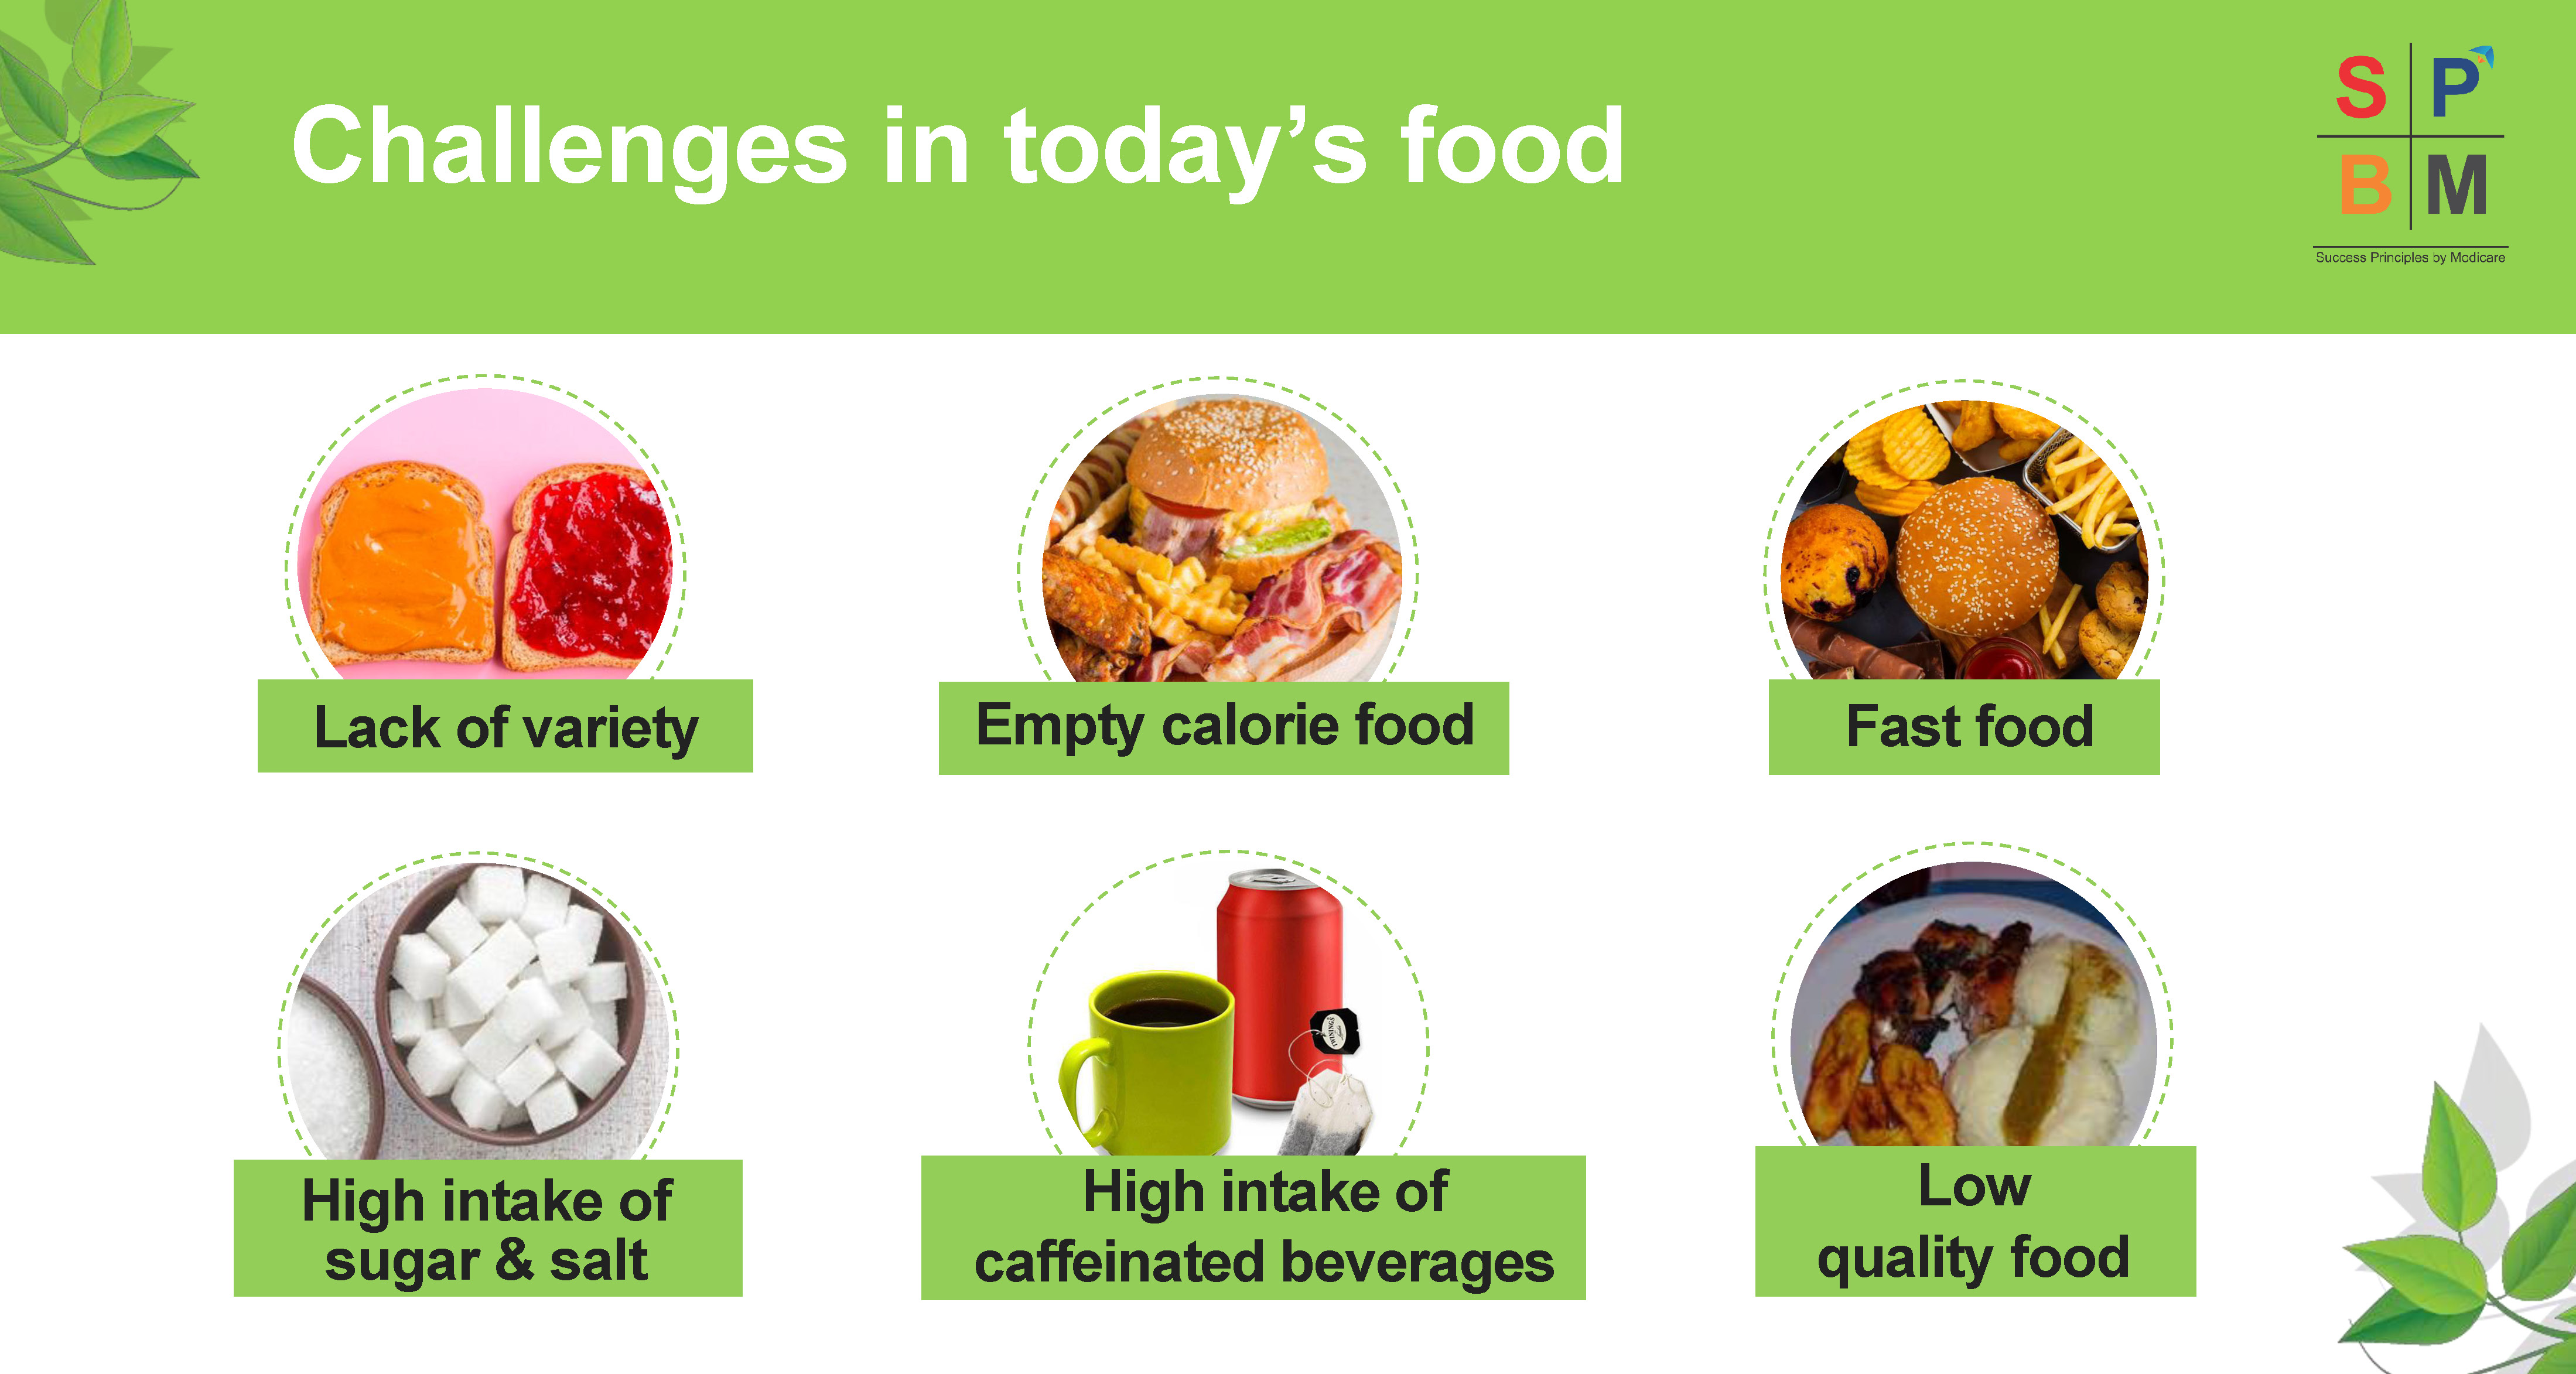 Challenges in today’s food
S P
B M
Success Principles by Modicare
Lack of variety
Empty calorie food
Fast food
TWININGS
High intake of
sugar & salt
High intake of
caffeinated beverages
Low
quality food